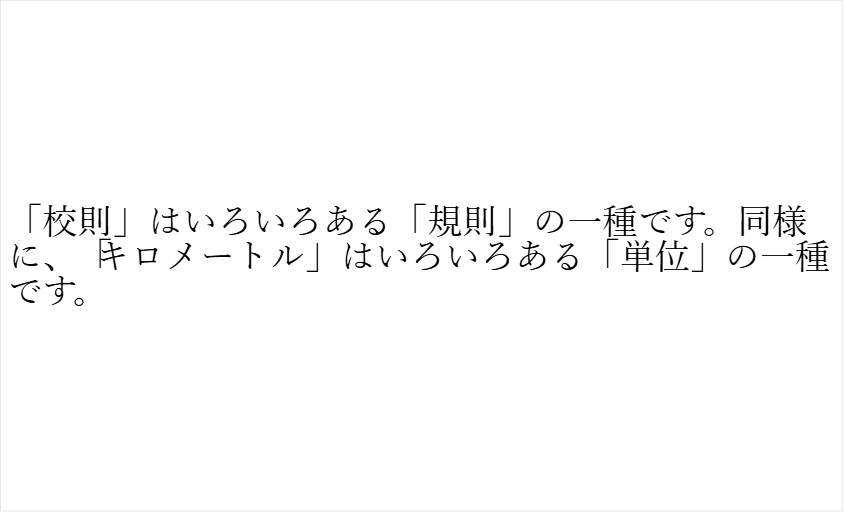 「校則」はいろいろある「規則」の一種です。同様
に、「キロメートル」はいろいろある「単位」の一種
です。